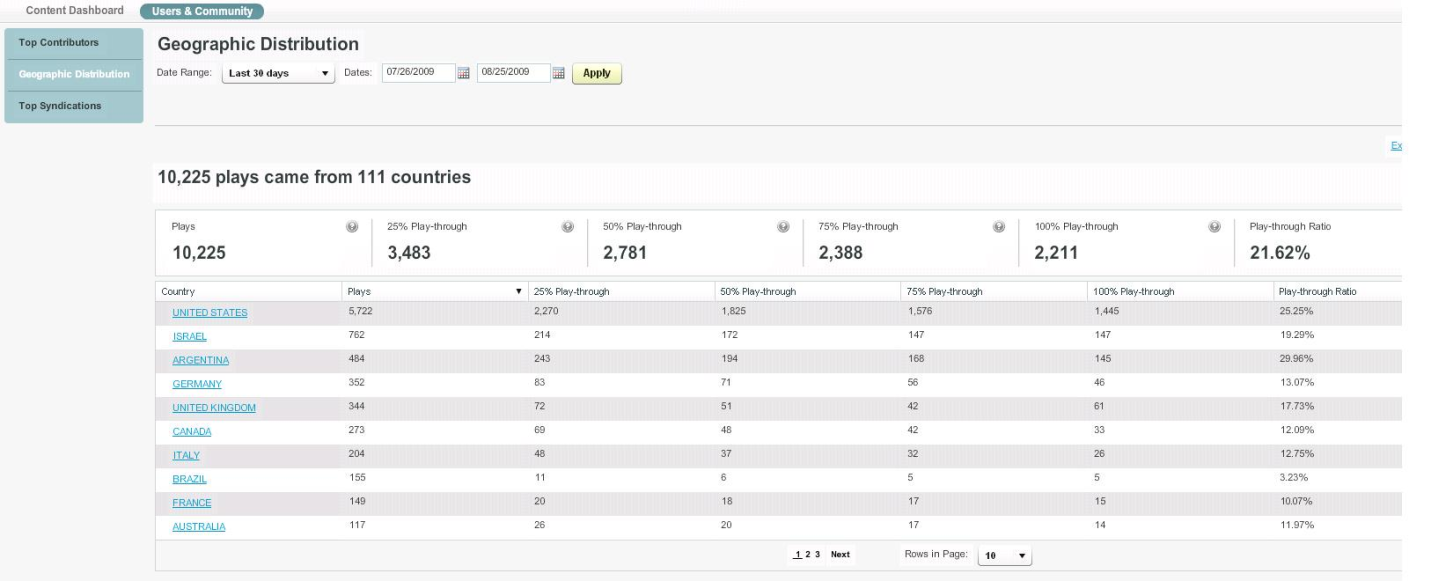 Content Dashboard Users & Community
Top Contributors
Geographic Distribution
Top Syndications
Geographic Distribution
Date Range: Last 30 days Dates: 07/26/2009 08/25/2009 Apply
Ex
10,225 plays came from 111 countries
Plays 25% Play-through 50% Play-through 75% Play-through 100% Play-through Play-through Ratio
10,225 3,483 2,781 2,388 2,211 21.62%
Country Plays 25% Play-through 50% Play-through 75% Play-through 100% Play-through Play-through Ratio
UNITED STATES 5,722 2,270 1,825 1,576 1,445 25.25%
ISRAEL 762 214 172 147 147 19.29%
ARGENTINA 484 243 194 168 145 29.96%
GERMANY 352 83 71 56 46 13.07%
UNITED KINGDOM 344 72 51 42 61 17.73%
CANADA 273 69 48 42 33 12.09%
ITALY 204 48 37 32 26 12.75%
BRAZIL 155 11 6 5 5 3.23%
FRANCE 149 20 18 17 15 10.07%
AUSTRALIA 117 26 20 17 14 11.97%
1 2 3 Next Rows in Page: 10